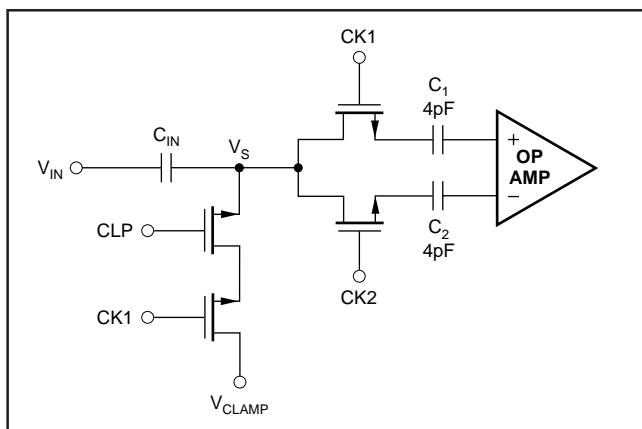 CK1
C1
4pF
CIN
VS
VIN
+
OP
AMP
−
CLP
C2
4pF
CK2
CK1
VCLAMP